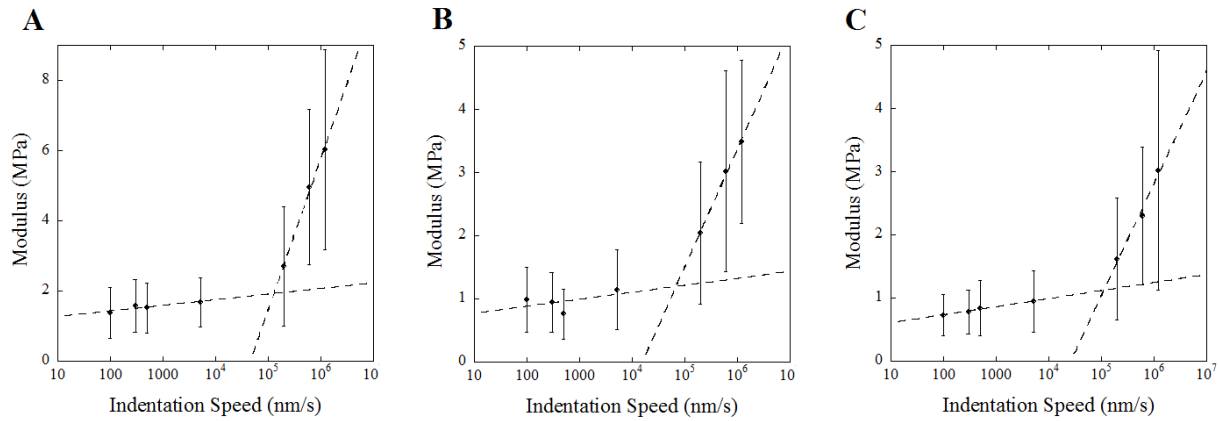 A
Modulus (MPa)
8
6
4
2
0
10 100 1000 10⁴ 10⁵ 10⁶ 10
Indentation Speed (nm/s)
B
Modulus (MPa)
5
4
3
2
1
0
10 100 1000 10⁴ 10⁵ 10⁶ 10
Indentation Speed (nm/s)
C
Modulus (MPa)
5
4
3
2
1
0
10 100 1000 10⁴ 10⁵ 10⁶ 10⁷
Indentation Speed (nm/s)